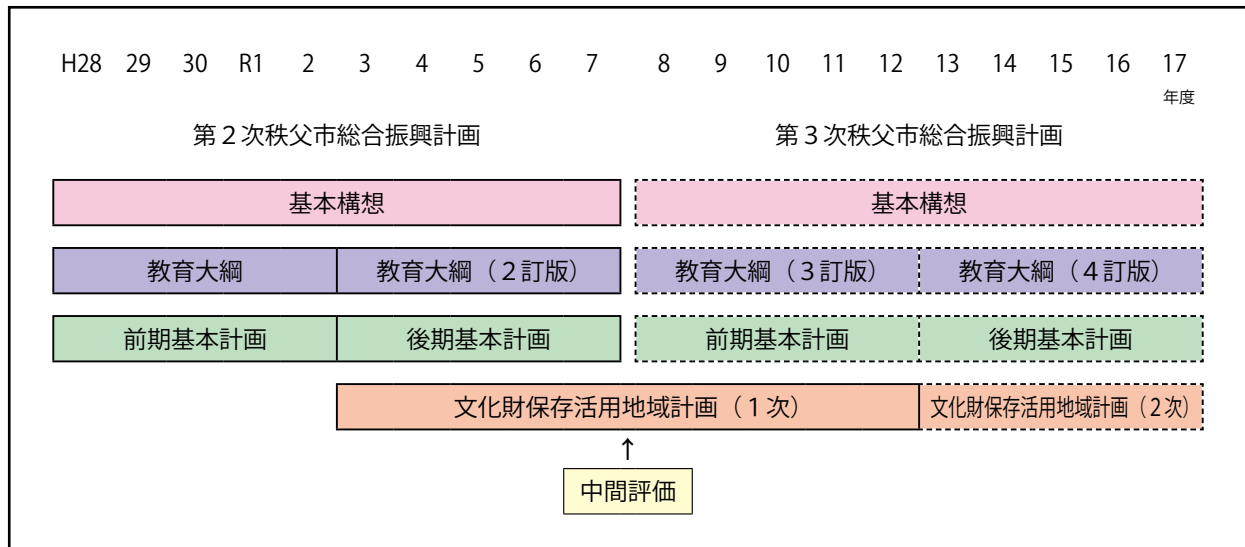 H28 29 30 R1 2 3 4 5 6 7 8 9 10 11 12 13 14 15 16 17
年度
第２次秩父市総合振興計画 第３次秩父市総合振興計画
基本構想 基本構想
教育大綱 教育大綱（２訂版） 教育大綱（３訂版） 教育大綱（４訂版）
前期基本計画 後期基本計画 前期基本計画 後期基本計画
文化財保存活用地域計画（１次） 文化財保存活用地域計画（２次）
↑
中間評価